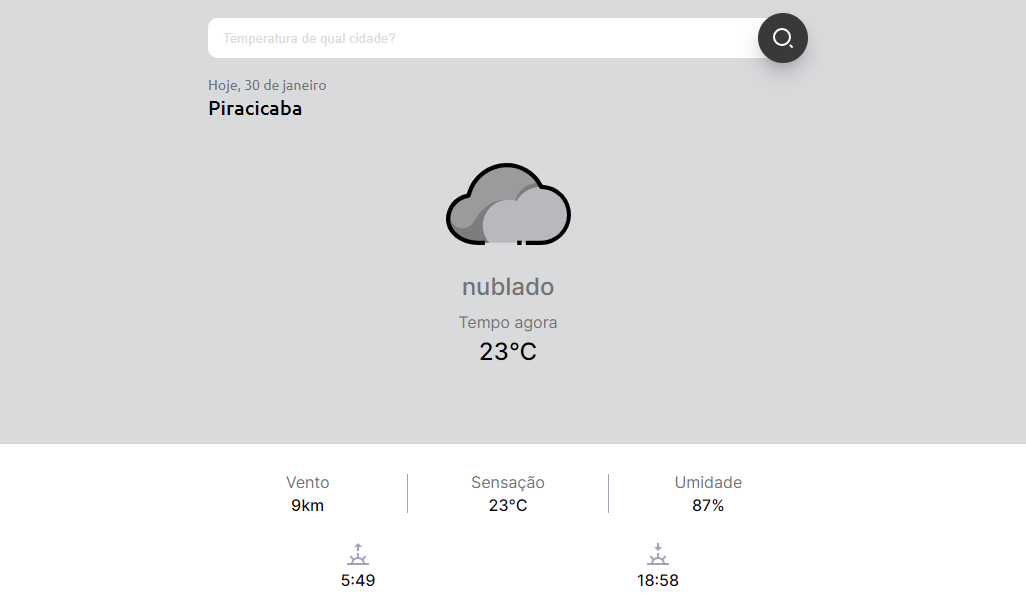 Temperatura de qual cidade?
Hoje, 30 de janeiro
Piracicaba
nublado
Tempo agora
23°C
Vento
9km
Sensação
23°C
Umidade
87%
5:49
18:58